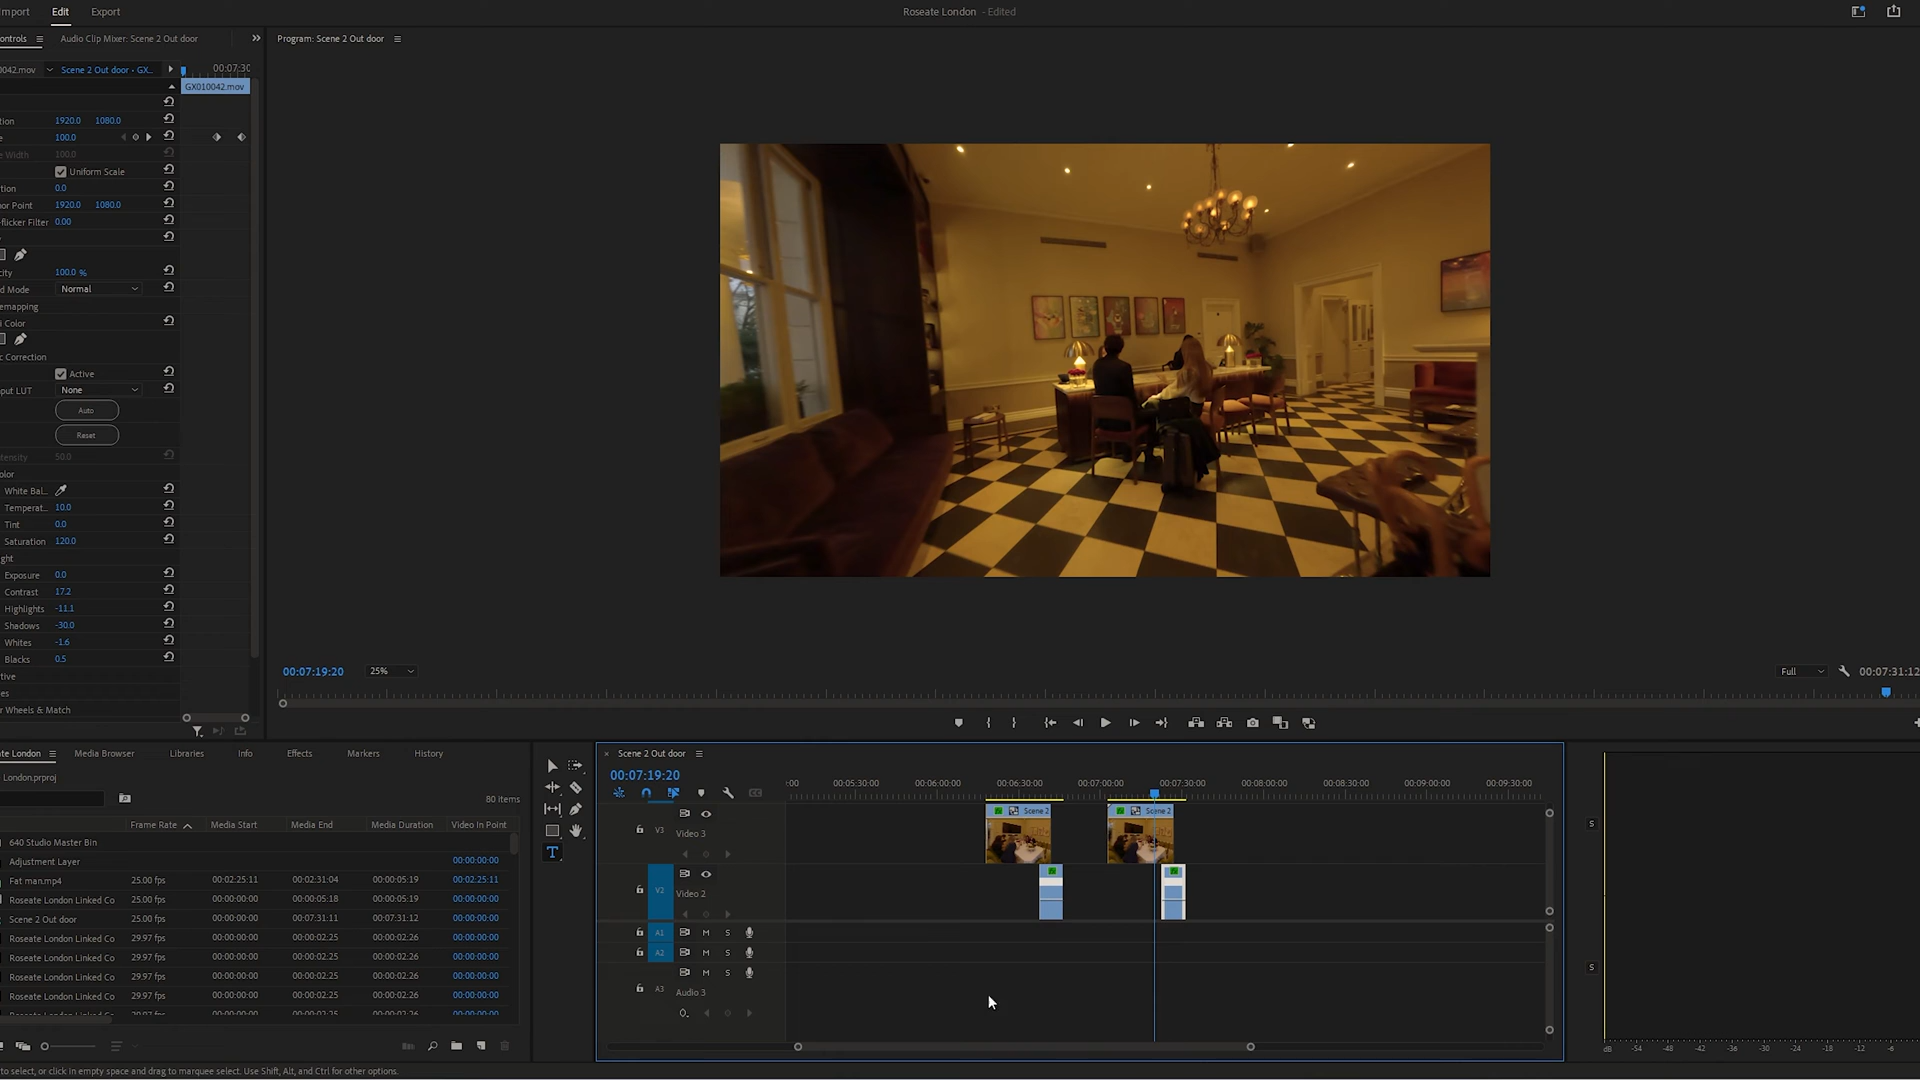 Import Edit Export Roseate London - Edited
Controls Audio Clip Mixer: Scene 2 Out door Program: Scene 2 Out door
0042.mov Scene 2 Out door • GX... 00:07:30
GX010042.mov
tion 1920.0 1080.0
e 100.0
e Width 100.0
Uniform Scale
tion 0.0
or Point 1920.0 1080.0
flicker Filter 0.00
city 100.0 %
d Mode Normal
emapping
i Color
c Correction
Active
put LUT None
Auto
Reset
tensity 50.0
olor
White Bal...
Temperat... 10.0
Tint 0.0
Saturation 120.0
ght
Exposure 0.0
Contrast 17.2
Highlights -11.1
Shadows -30.0
Whites -1.6
Blacks 0.5
tive
es
r Wheels & Match
00:07:19:20 25% Full 00:07:31:12
ate London Media Browser Libraries Info Effects Markers History
London.prproj
80 items
Frame Rate Media Start Media End Media Duration Video In Point
640 Studio Master Bin
Adjustment Layer 00:00:00:00
Fat man.mp4 25.00 fps 00:02:25:11 00:02:31:04 00:00:05:19 00:02:25:11
Roseate London Linked Co 25.00 fps 00:00:00:00 00:00:05:18 00:00:05:19 00:00:00:00
Scene 2 Out door 25.00 fps 00:00:00:00 00:07:31:11 00:07:31:12 00:00:00:00
Roseate London Linked Co 29.97 fps 00:00:00:00 00:00:02:25 00:00:02:26 00:00:00:00
Roseate London Linked Co 29.97 fps 00:00:00:00 00:00:02:25 00:00:02:26 00:00:00:00
Roseate London Linked Co 29.97 fps 00:00:00:00 00:00:02:25 00:00:02:26 00:00:00:00
Roseate London Linked Co 29.97 fps 00:00:00:00 00:00:02:25 00:00:02:26 00:00:00:00
Scene 2 Out door
00:07:19:20
:00 00:05:30:00 00:06:00:00 00:06:30:00 00:07:00:00 00:07:30:00 00:08:00:00 00:08:30:00 00:09:00:00 00:09:30:00
fx Scene 2 fx Scene 2
V3 Video 3
V2 Video 2
A1 M S
A2 M S
M S
A3 Audio 3
S
S
dB -54 -48 -42 -36 -30 -24 -18 -12 -6
to select, or click in empty space and drag to marquee select. Use Shift, Alt, and Ctrl for other options.